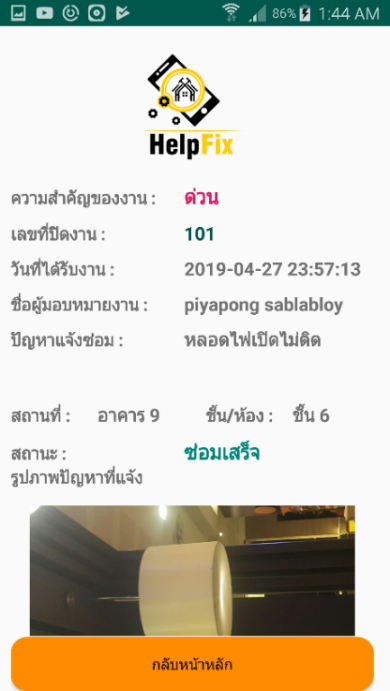 86% 1:44 AM
HelpFix
ความสำคัญของงาน : ด่วน
เลขที่ปิดงาน : 101
วันที่ได้รับงาน : 2019-04-27 23:57:13
ชื่อผู้มอบหมายงาน : piyapong sablabloy
ปัญหาแจ้งซ่อม : หลอดไฟเปิดไม่ติด
สถานที่ : อาคาร 9 ชั้น/ห้อง : ชั้น 6
สถานะ : ซ่อมเสร็จ
รูปภาพปัญหาที่แจ้ง
กลับหน้าหลัก